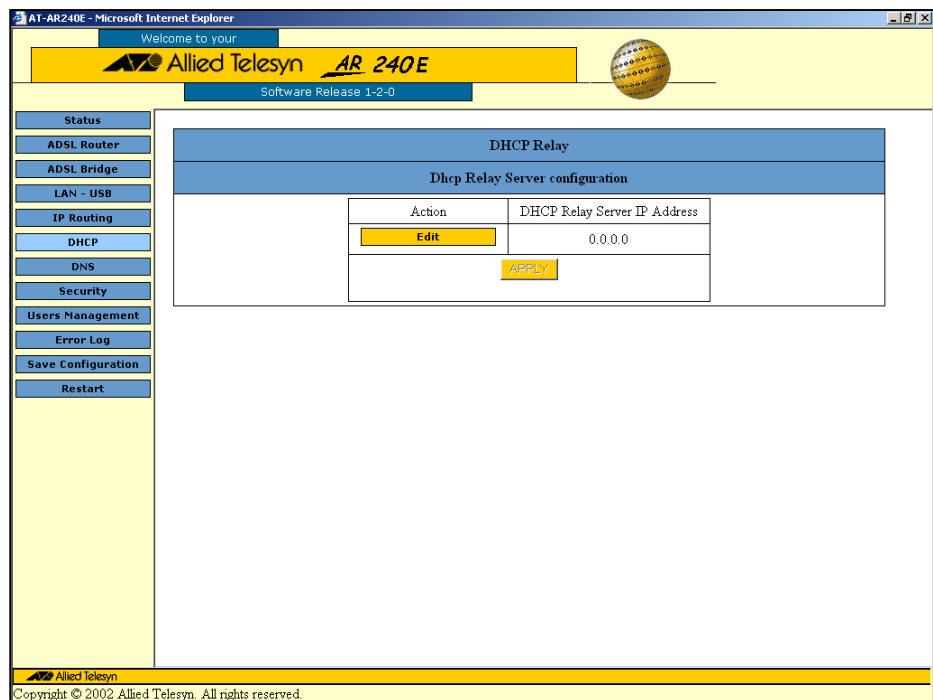 AT-AR240E - Microsoft Internet Explorer
Welcome to your
Allied Telesyn AR 240E
Software Release 1-2-0
Status
ADSL Router
ADSL Bridge
LAN - USB
IP Routing
DHCP
DNS
Security
Users Management
Error Log
Save Configuration
Restart
DHCP Relay
Dhcp Relay Server configuration
Action DHCP Relay Server IP Address
Edit 0.0.0.0
APPLY
Allied Telesyn
Copyright © 2002 Allied Telesyn. All rights reserved.